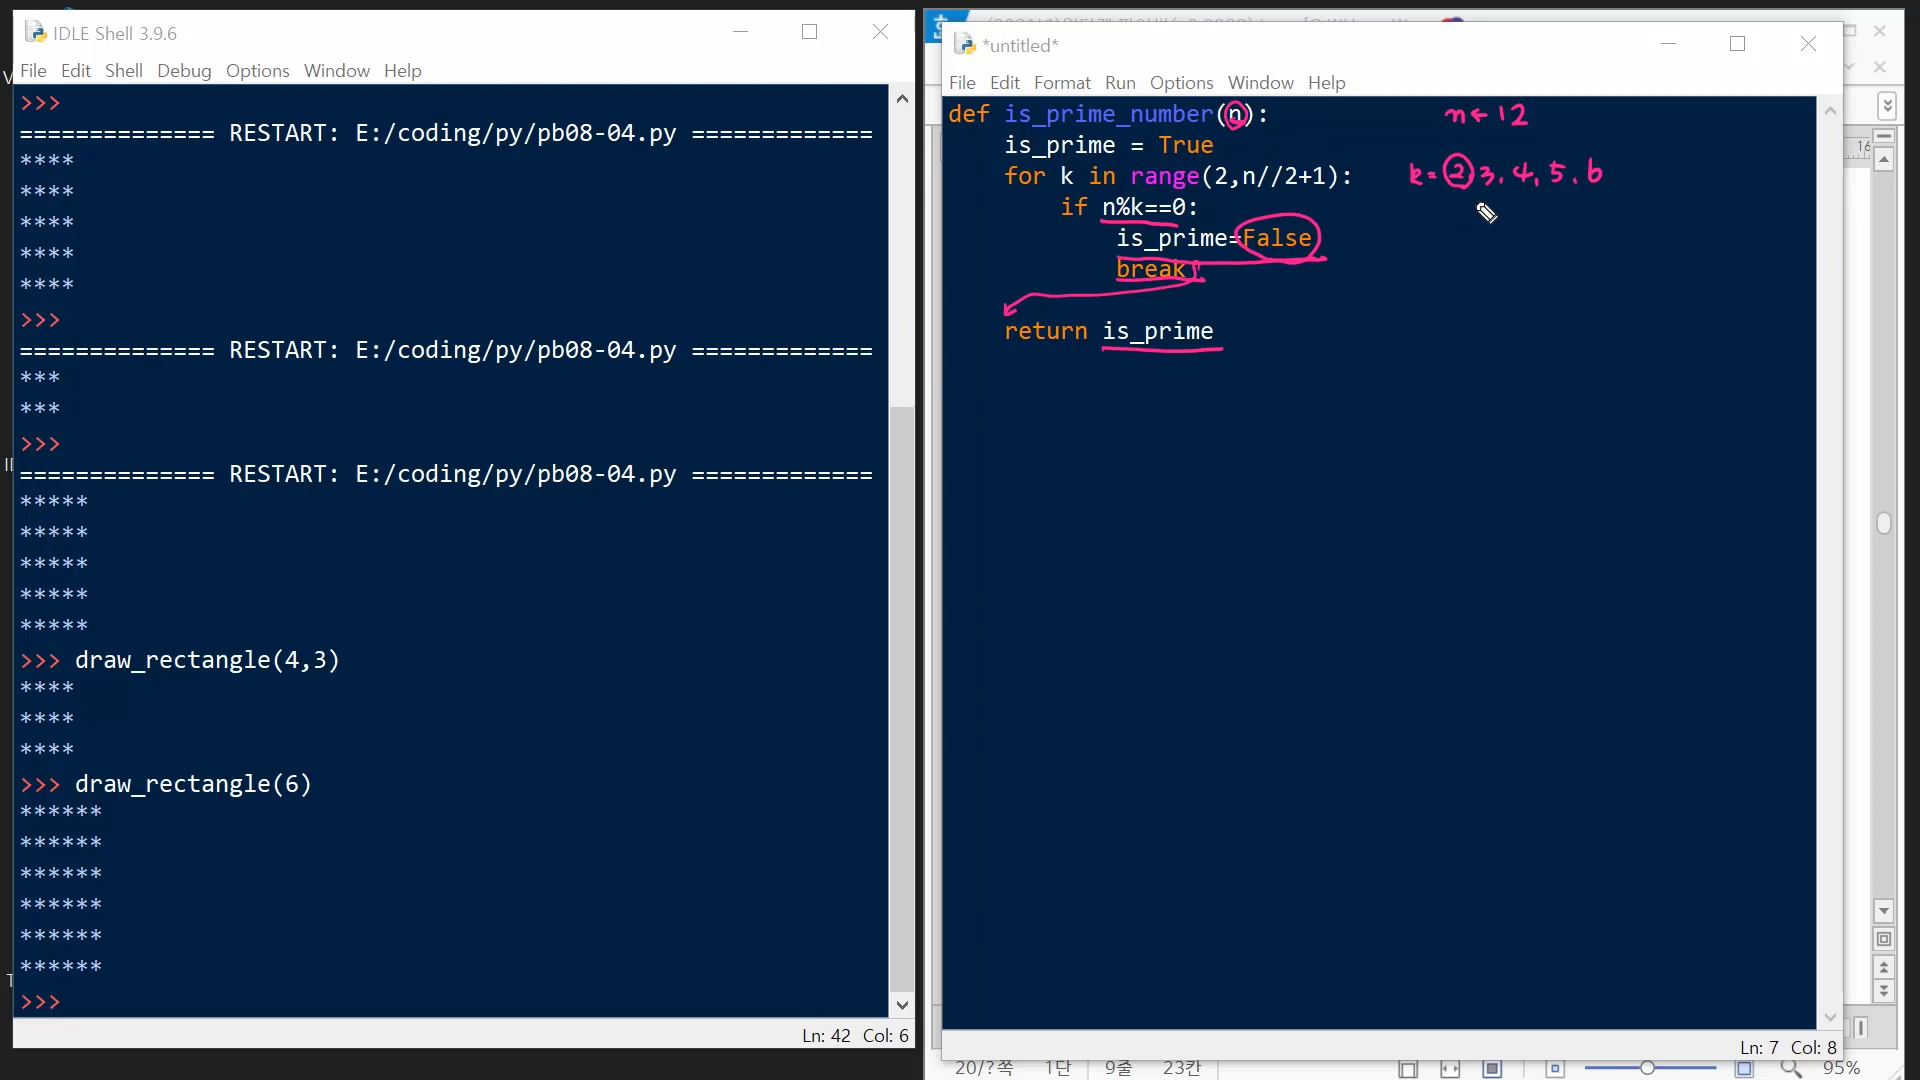 IDLE Shell 3.9.6
File Edit Shell Debug Options Window Help
>>>
============== RESTART: E:/coding/py/pb08-04.py =============
****
****
****
****
****
>>>
============== RESTART: E:/coding/py/pb08-04.py =============
***
***
>>>
============== RESTART: E:/coding/py/pb08-04.py =============
*****
*****
*****
*****
*****
>>> draw_rectangle(4,3)
****
****
****
>>> draw_rectangle(6)
******
******
******
******
******
******
>>>
Ln: 42 Col: 6
*untitled*
File Edit Format Run Options Window Help
def is_prime_number(n):
n ← 12
is_prime = True
for k in range(2,n//2+1):
k = 2 3, 4, 5, 6
if n%k==0:
is_prime=False
break
return is_prime
Ln: 7 Col: 8
16
20/?쪽 1단 9줄 23칸
95%